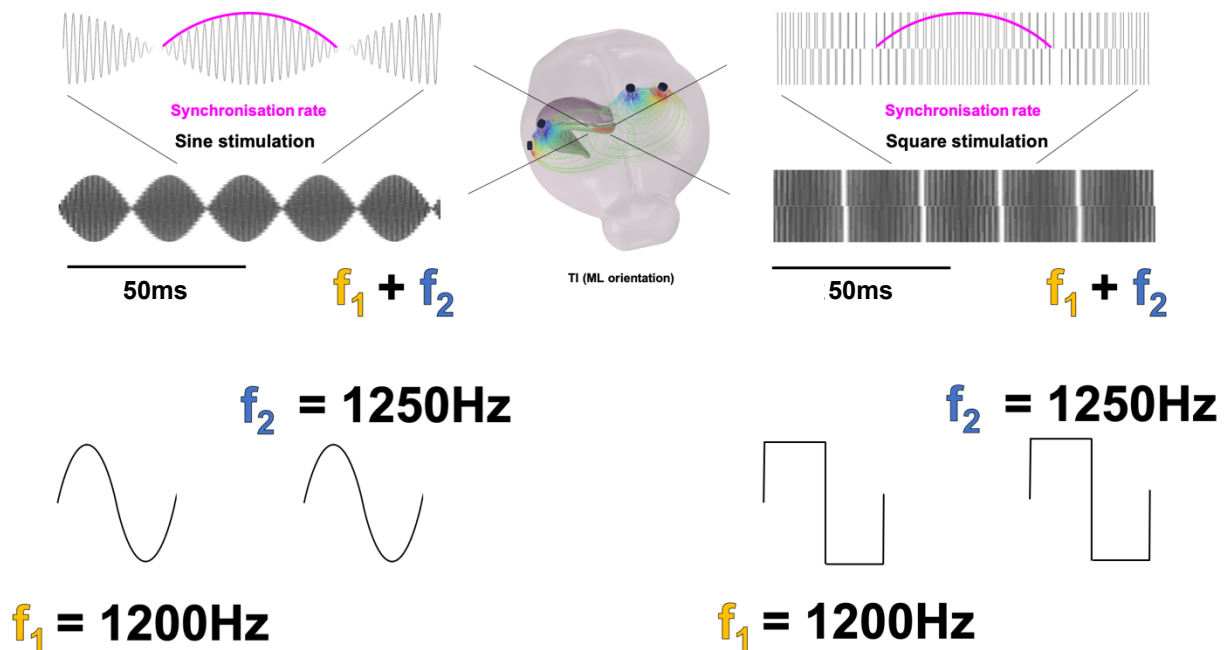 Synchronisation rate
Sine stimulation
50ms
f1 + f2
TI (ML orientation)
Synchronisation rate
Square stimulation
50ms
f1 + f2
f2 = 1250Hz
f1 = 1200Hz
f2 = 1250Hz
f1 = 1200Hz